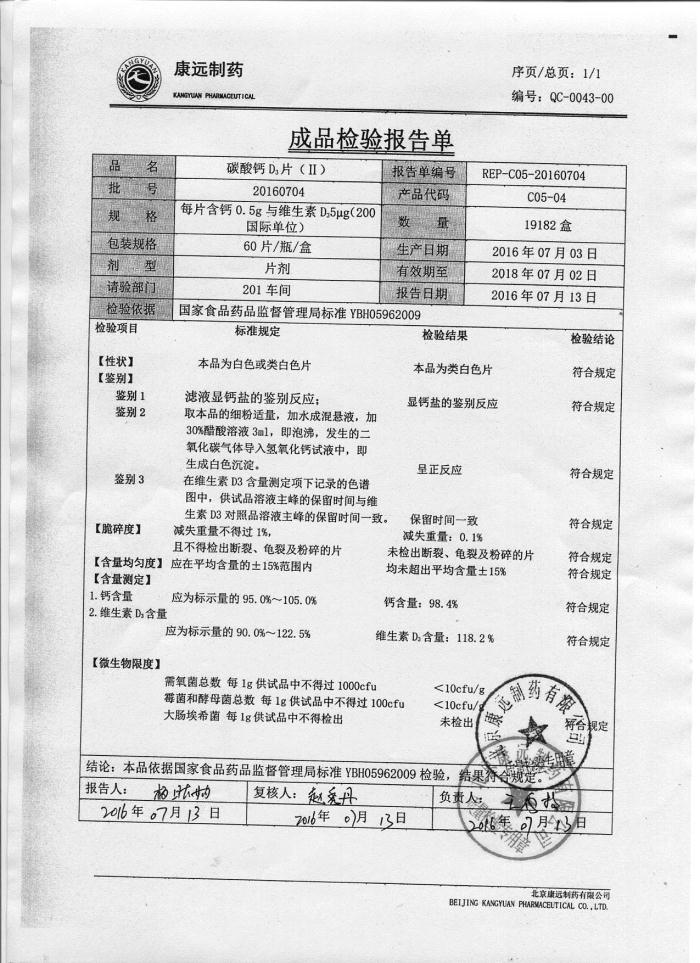 KANGYUAN
康远制药
KANGYUAN PHARMACEUTICAL
序页/总页：1/1
编号：QC-0043-00
成品检验报告单
品 名 碳酸钙D₃片（Ⅱ） 报告单编号 REP-C05-20160704
批 号 20160704 产品代码 C05-04
规 格 每片含钙0.5g与维生素D₃5μg(200国际单位） 数 量 19182盒
包装规格 60片/瓶/盒 生产日期 2016年07月03日
剂 型 片剂 有效期至 2018年07月02日
请验部门 201车间 报告日期 2016年07月13日
检验依据 国家食品药品监督管理局标准YBH05962009
检验项目 标准规定 检验结果 检验结论
【性状】 本品为白色或类白色片 本品为类白色片 符合规定
【鉴别】
鉴别1 滤液显钙盐的鉴别反应； 显钙盐的鉴别反应 符合规定
鉴别2 取本品的细粉适量，加水成混悬液，加
30%醋酸溶液3ml，即泡沸，发生的二
氧化碳气体导入氢氧化钙试液中，即
生成白色沉淀。 呈正反应 符合规定
鉴别3 在维生素D3含量测定项下记录的色谱
图中，供试品溶液主峰的保留时间与维
生素D3对照品溶液主峰的保留时间一致。 保留时间一致 符合规定
【脆碎度】 减失重量不得过1%， 减失重量：0.1%
且不得检出断裂、龟裂及粉碎的片 未检出断裂、龟裂及粉碎的片 符合规定
【含量均匀度】 应在平均含量的±15%范围内 均未超出平均含量±15% 符合规定
【含量测定】
1.钙含量 应为标示量的95.0%～105.0% 钙含量：98.4% 符合规定
2.维生素D₃含量
应为标示量的90.0%～122.5% 维生素D₃含量：118.2% 符合规定
【微生物限度】
需氧菌总数 每1g供试品中不得过1000cfu ＜10cfu/g
霉菌和酵母菌总数 每1g供试品中不得过100cfu ＜10cfu/g
大肠埃希菌 每1g供试品中不得检出 未检出 符合规定
北京康远制药有限公司
结论：本品依据国家食品药品监督管理局标准YBH05962009检验，结果符合规定。
报告人： 复核人： 负责人：
2016年07月13日 2016年07月13日 2016年07月13日
北京康远制药有限公司
BEIJING KANGYUAN PHARMACEUTICAL CO.,LTD.